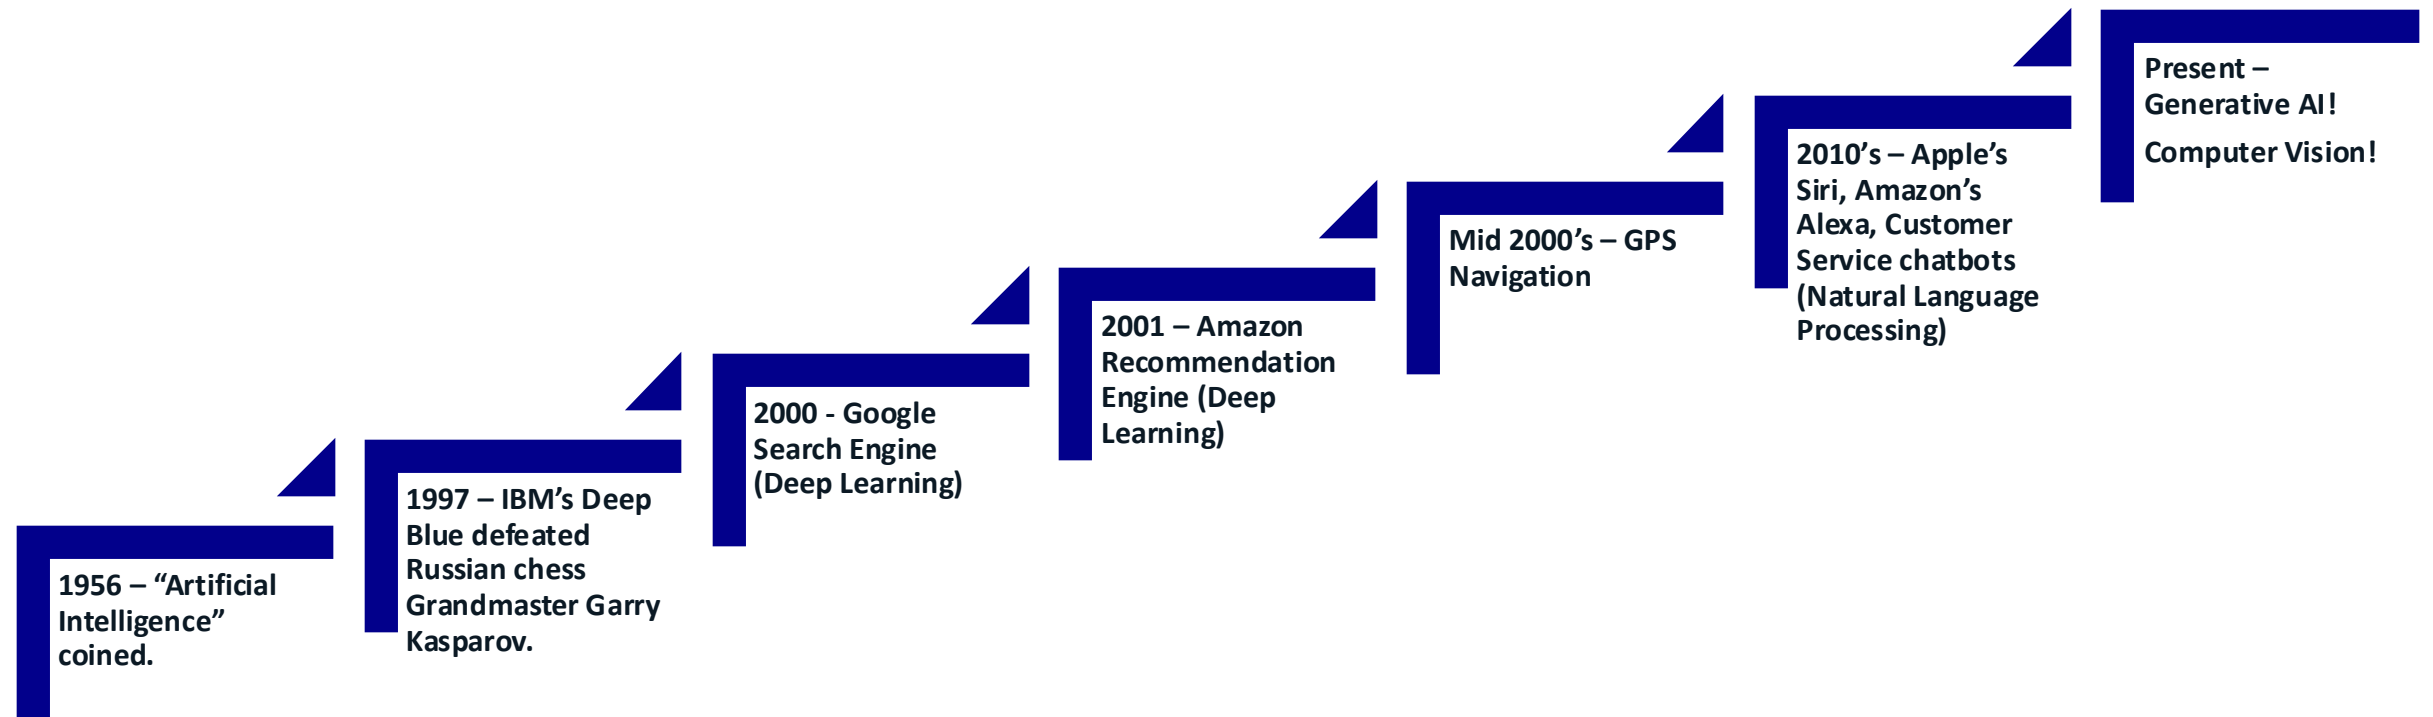 1956 – “Artificial
Intelligence”
coined.
1997 – IBM’s Deep
Blue defeated
Russian chess
Grandmaster Garry
Kasparov.
2000 - Google
Search Engine
(Deep Learning)
2001 – Amazon
Recommendation
Engine (Deep
Learning)
Mid 2000’s – GPS
Navigation
2010’s – Apple’s
Siri, Amazon’s
Alexa, Customer
Service chatbots
(Natural Language
Processing)
Present –
Generative AI!
Computer Vision!